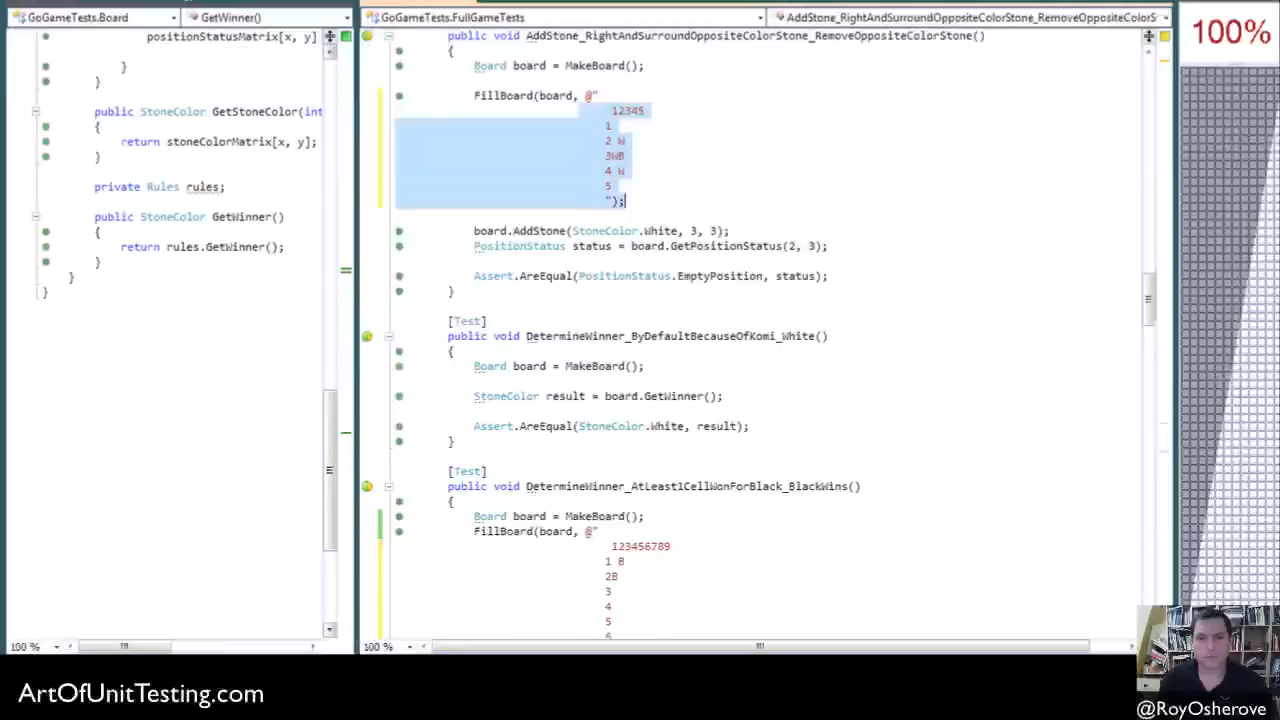 GoGameTests.Board
GetWinner()
positionStatusMatrix[x, y]
}
}
public StoneColor GetStoneColor(int
{
return stoneColorMatrix[x, y];
}
private Rules rules;
public StoneColor GetWinner()
{
return rules.GetWinner();
}
}
}
100 %
GoGameTests.FullGameTests
AddStone_RightAndSurroundOppositeColorStone_RemoveOppositeColorS
public void AddStone_RightAndSurroundOppositeColorStone_RemoveOppositeColorStone()
{
Board board = MakeBoard();
FillBoard(board, @"
12345
1
2 W
3WB
4 W
5
");
board.AddStone(StoneColor.White, 3, 3);
PositionStatus status = board.GetPositionStatus(2, 3);
Assert.AreEqual(PositionStatus.EmptyPosition, status);
}
[Test]
public void DetermineWinner_ByDefaultBecauseOfKomi_White()
{
Board board = MakeBoard();
StoneColor result = board.GetWinner();
Assert.AreEqual(StoneColor.White, result);
}
[Test]
public void DetermineWinner_AtLeast1CellWonForBlack_BlackWins()
{
Board board = MakeBoard();
FillBoard(board, @"
123456789
1 B
2B
3
4
5
6
100 %
100%
ArtOfUnitTesting.com
@RoyOsherove